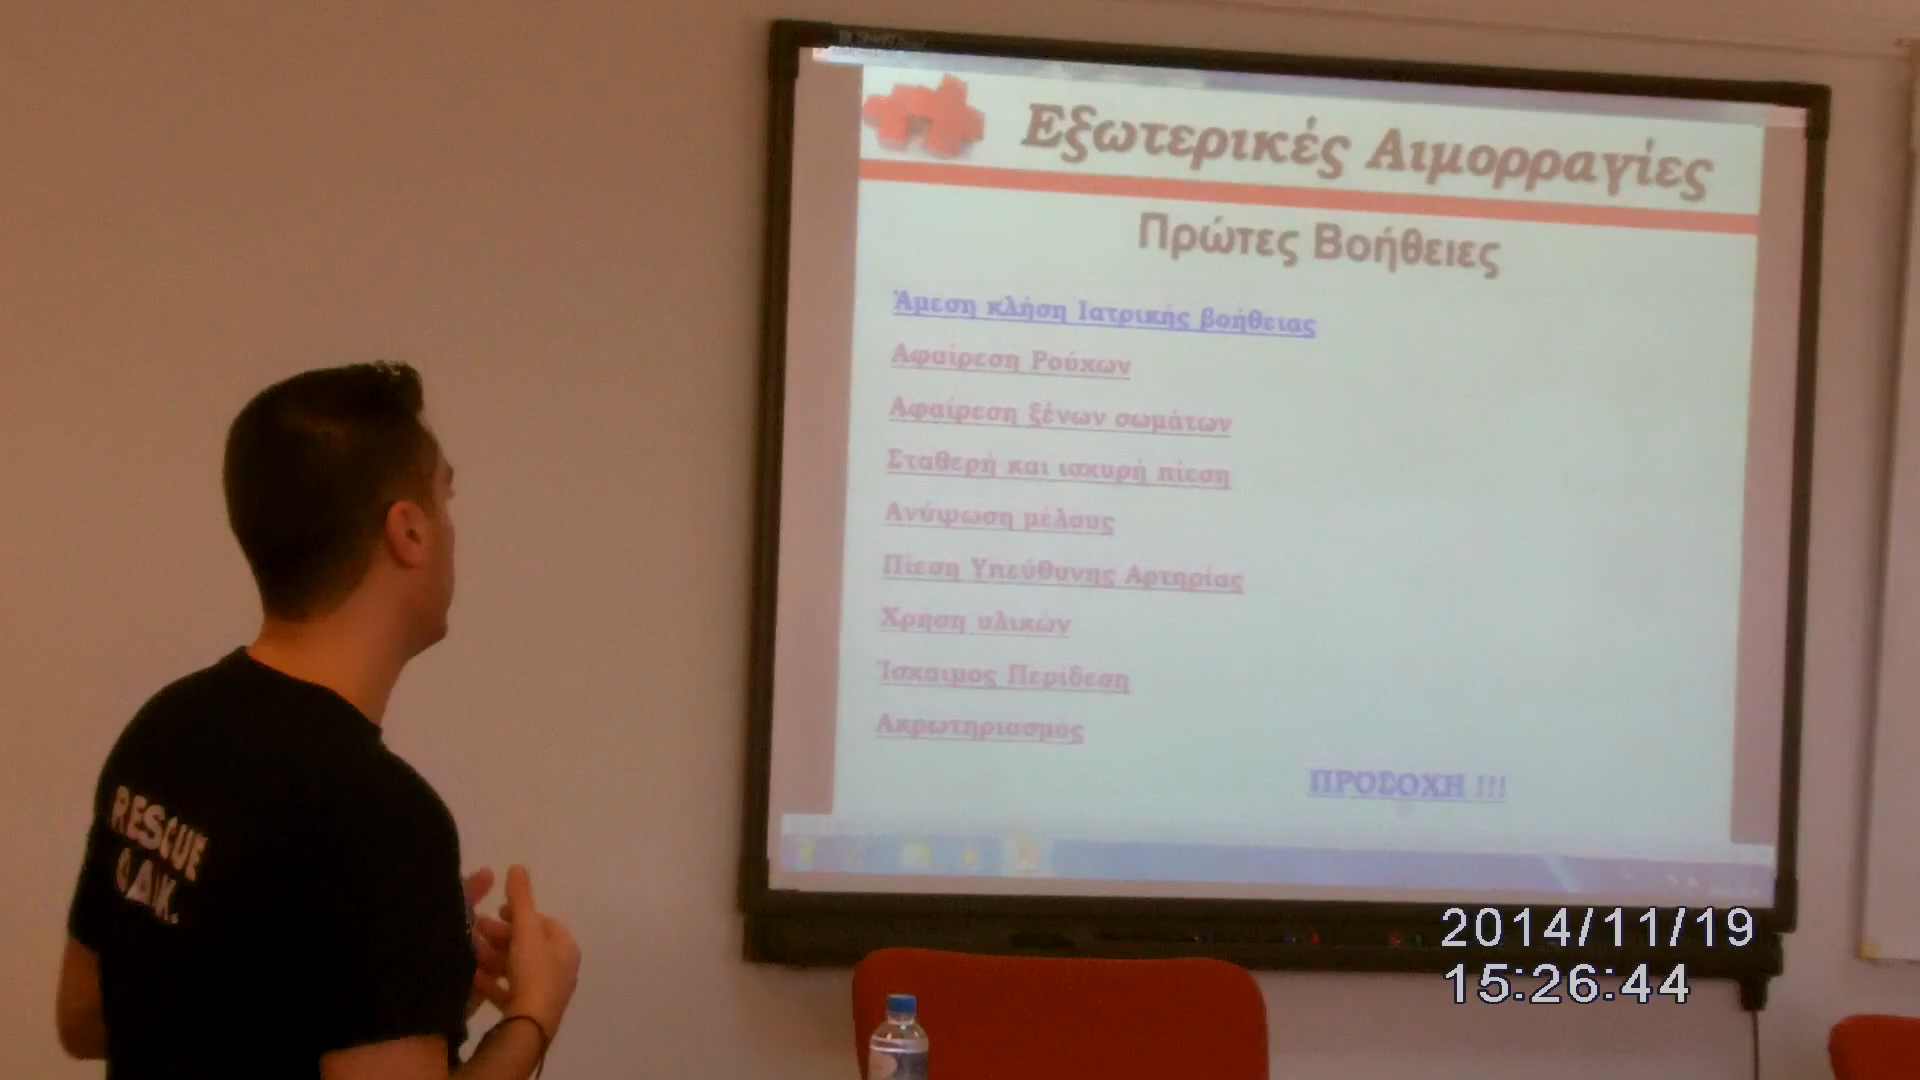 Εξωτερικές Αιμορραγίες
Πρώτες Βοήθειες
Άμεση κλήση Ιατρικής βοήθειας
Αφαίρεση Ρούχων
Αφαίρεση ξένων σωμάτων
Σταθερή και ισχυρή πίεση
Ανύψωση μέλους
Πίεση Υπεύθυνης Αρτηρίας
Χρήση υλικών
Ίσχαιμος Περίδεση
Ακρωτηριασμός
ΠΡΟΣΟΧΗ !!!
RESCUE
2014/11/19
15:26:44